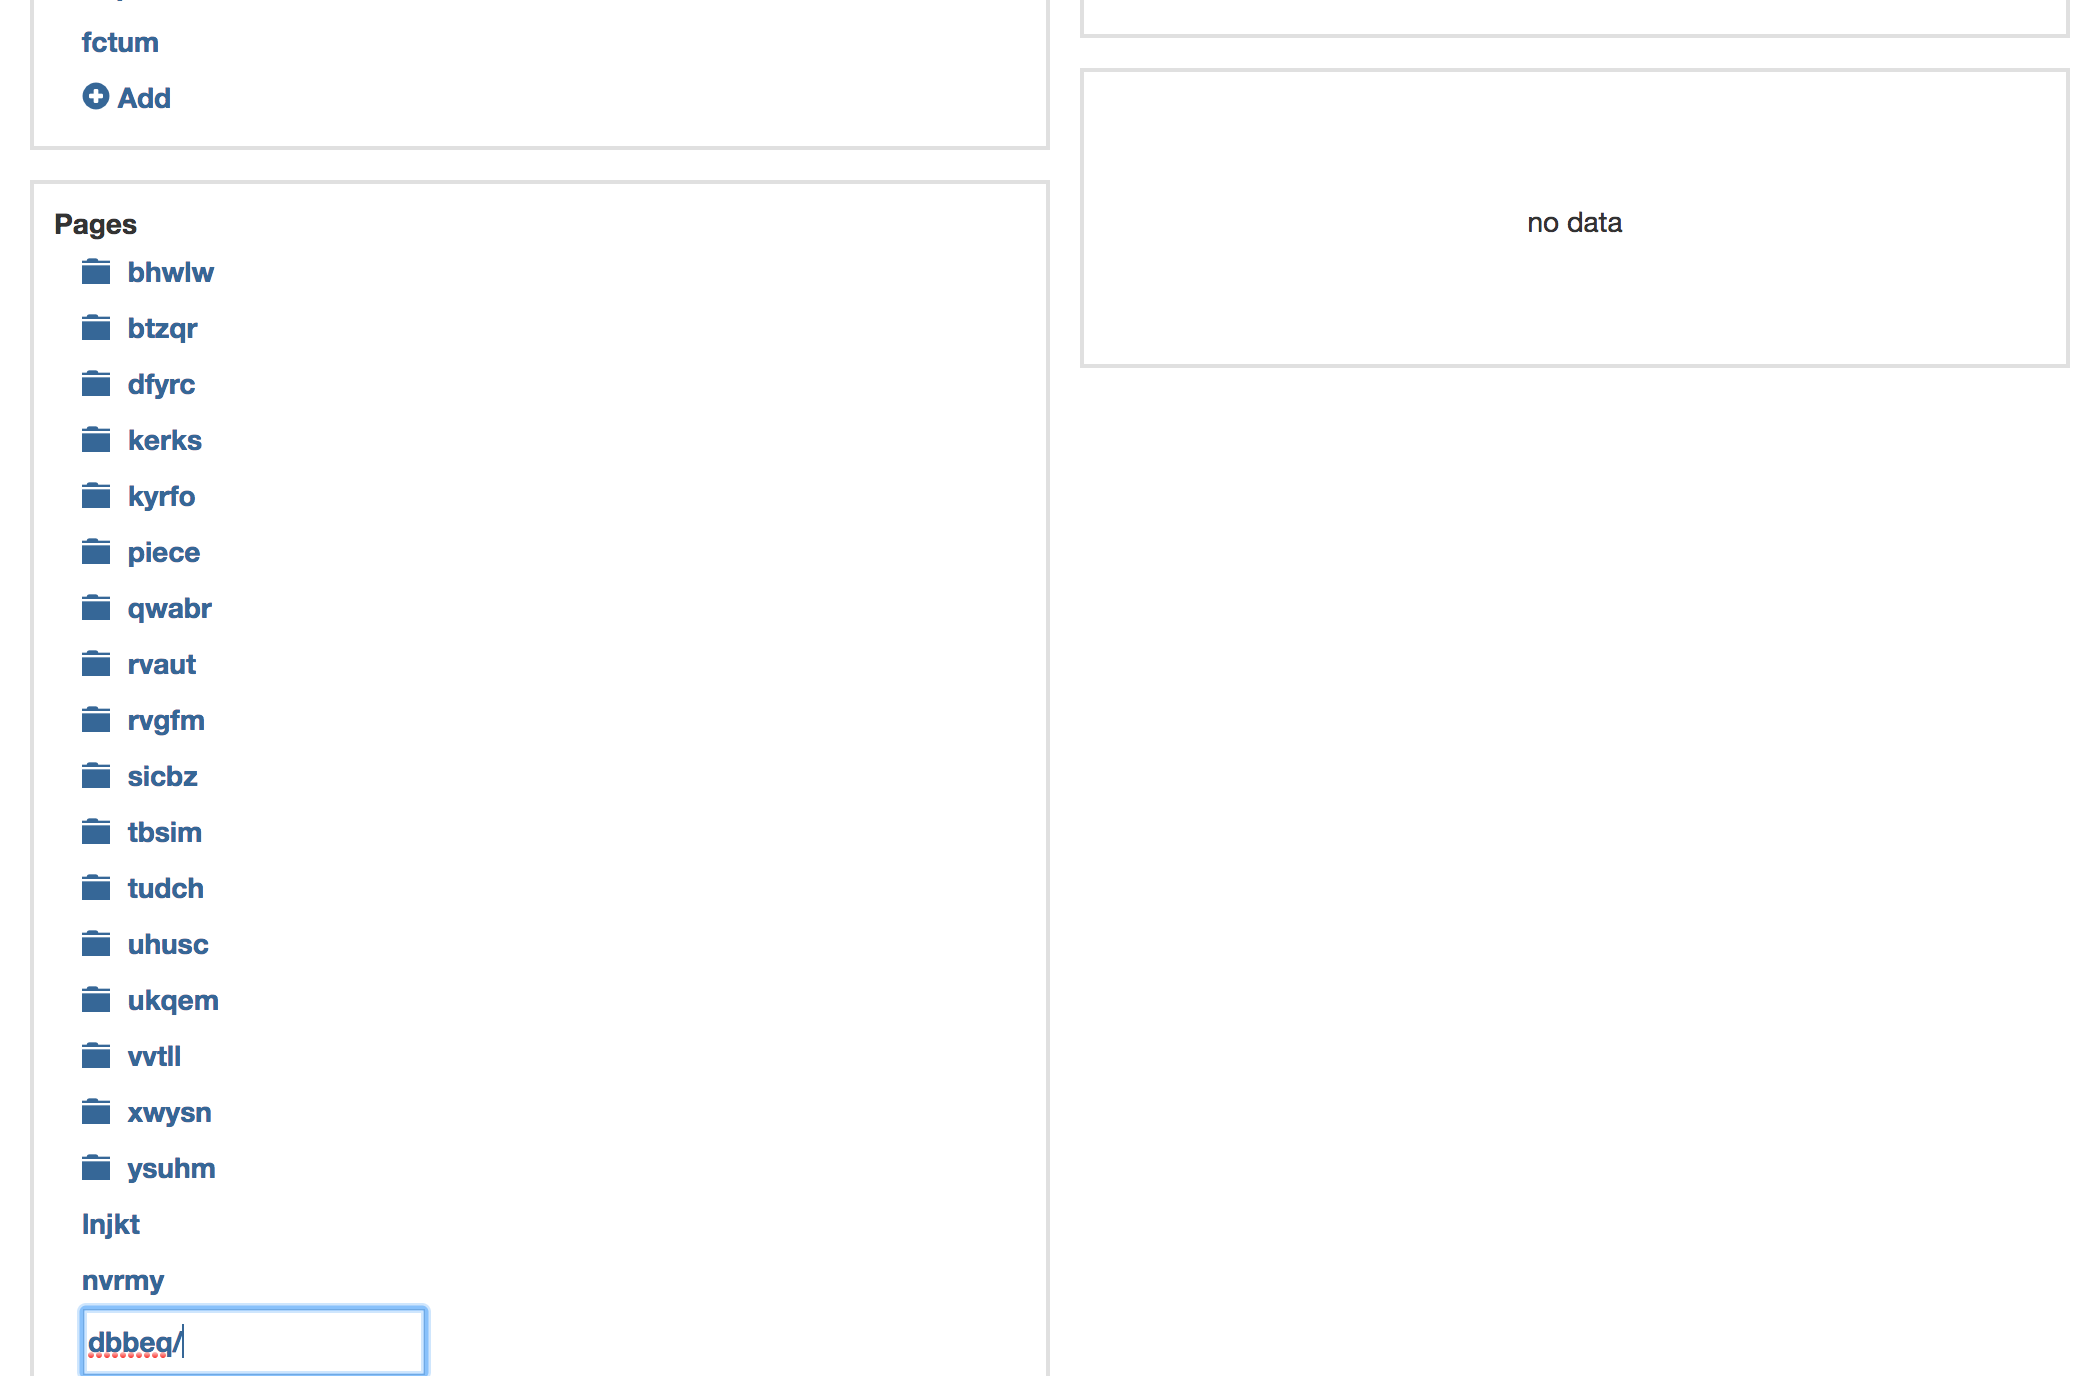 fctum
Add
Pages
bhwlw
btzqr
dfyrc
kerks
kyrfo
piece
qwabr
rvaut
rvgfm
sicbz
tbsim
tudch
uhusc
ukqem
vvtll
xwysn
ysuhm
lnjkt
nvrmy
dbbeq/
no data